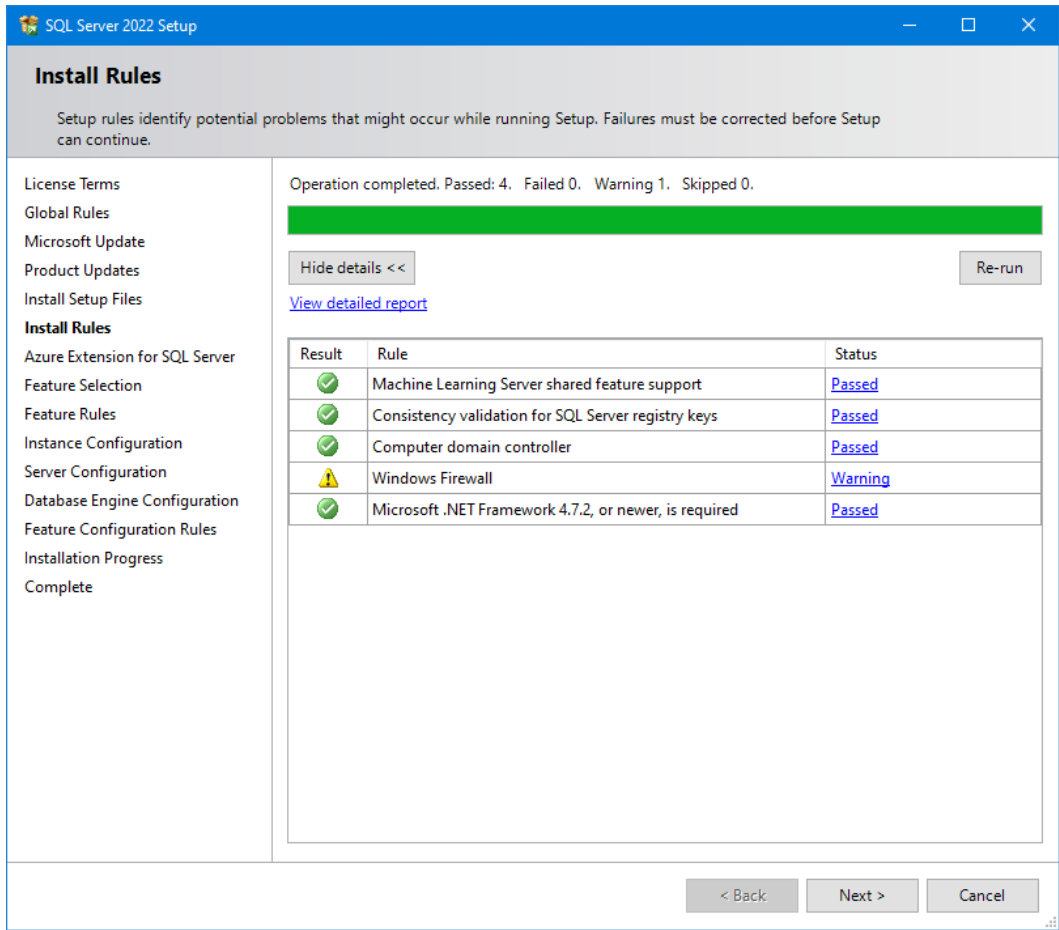 SQL Server 2022 Setup
Install Rules
Setup rules identify potential problems that might occur while running Setup. Failures must be corrected before Setup
can continue.
License Terms
Global Rules
Microsoft Update
Product Updates
Install Setup Files
Install Rules
Azure Extension for SQL Server
Feature Selection
Feature Rules
Instance Configuration
Server Configuration
Database Engine Configuration
Feature Configuration Rules
Installation Progress
Complete
Operation completed. Passed: 4. Failed 0. Warning 1. Skipped 0.
Hide details <<
Re-run
View detailed report
Result Rule Status
Machine Learning Server shared feature support Passed
Consistency validation for SQL Server registry keys Passed
Computer domain controller Passed
Windows Firewall Warning
Microsoft .NET Framework 4.7.2, or newer, is required Passed
< Back Next > Cancel